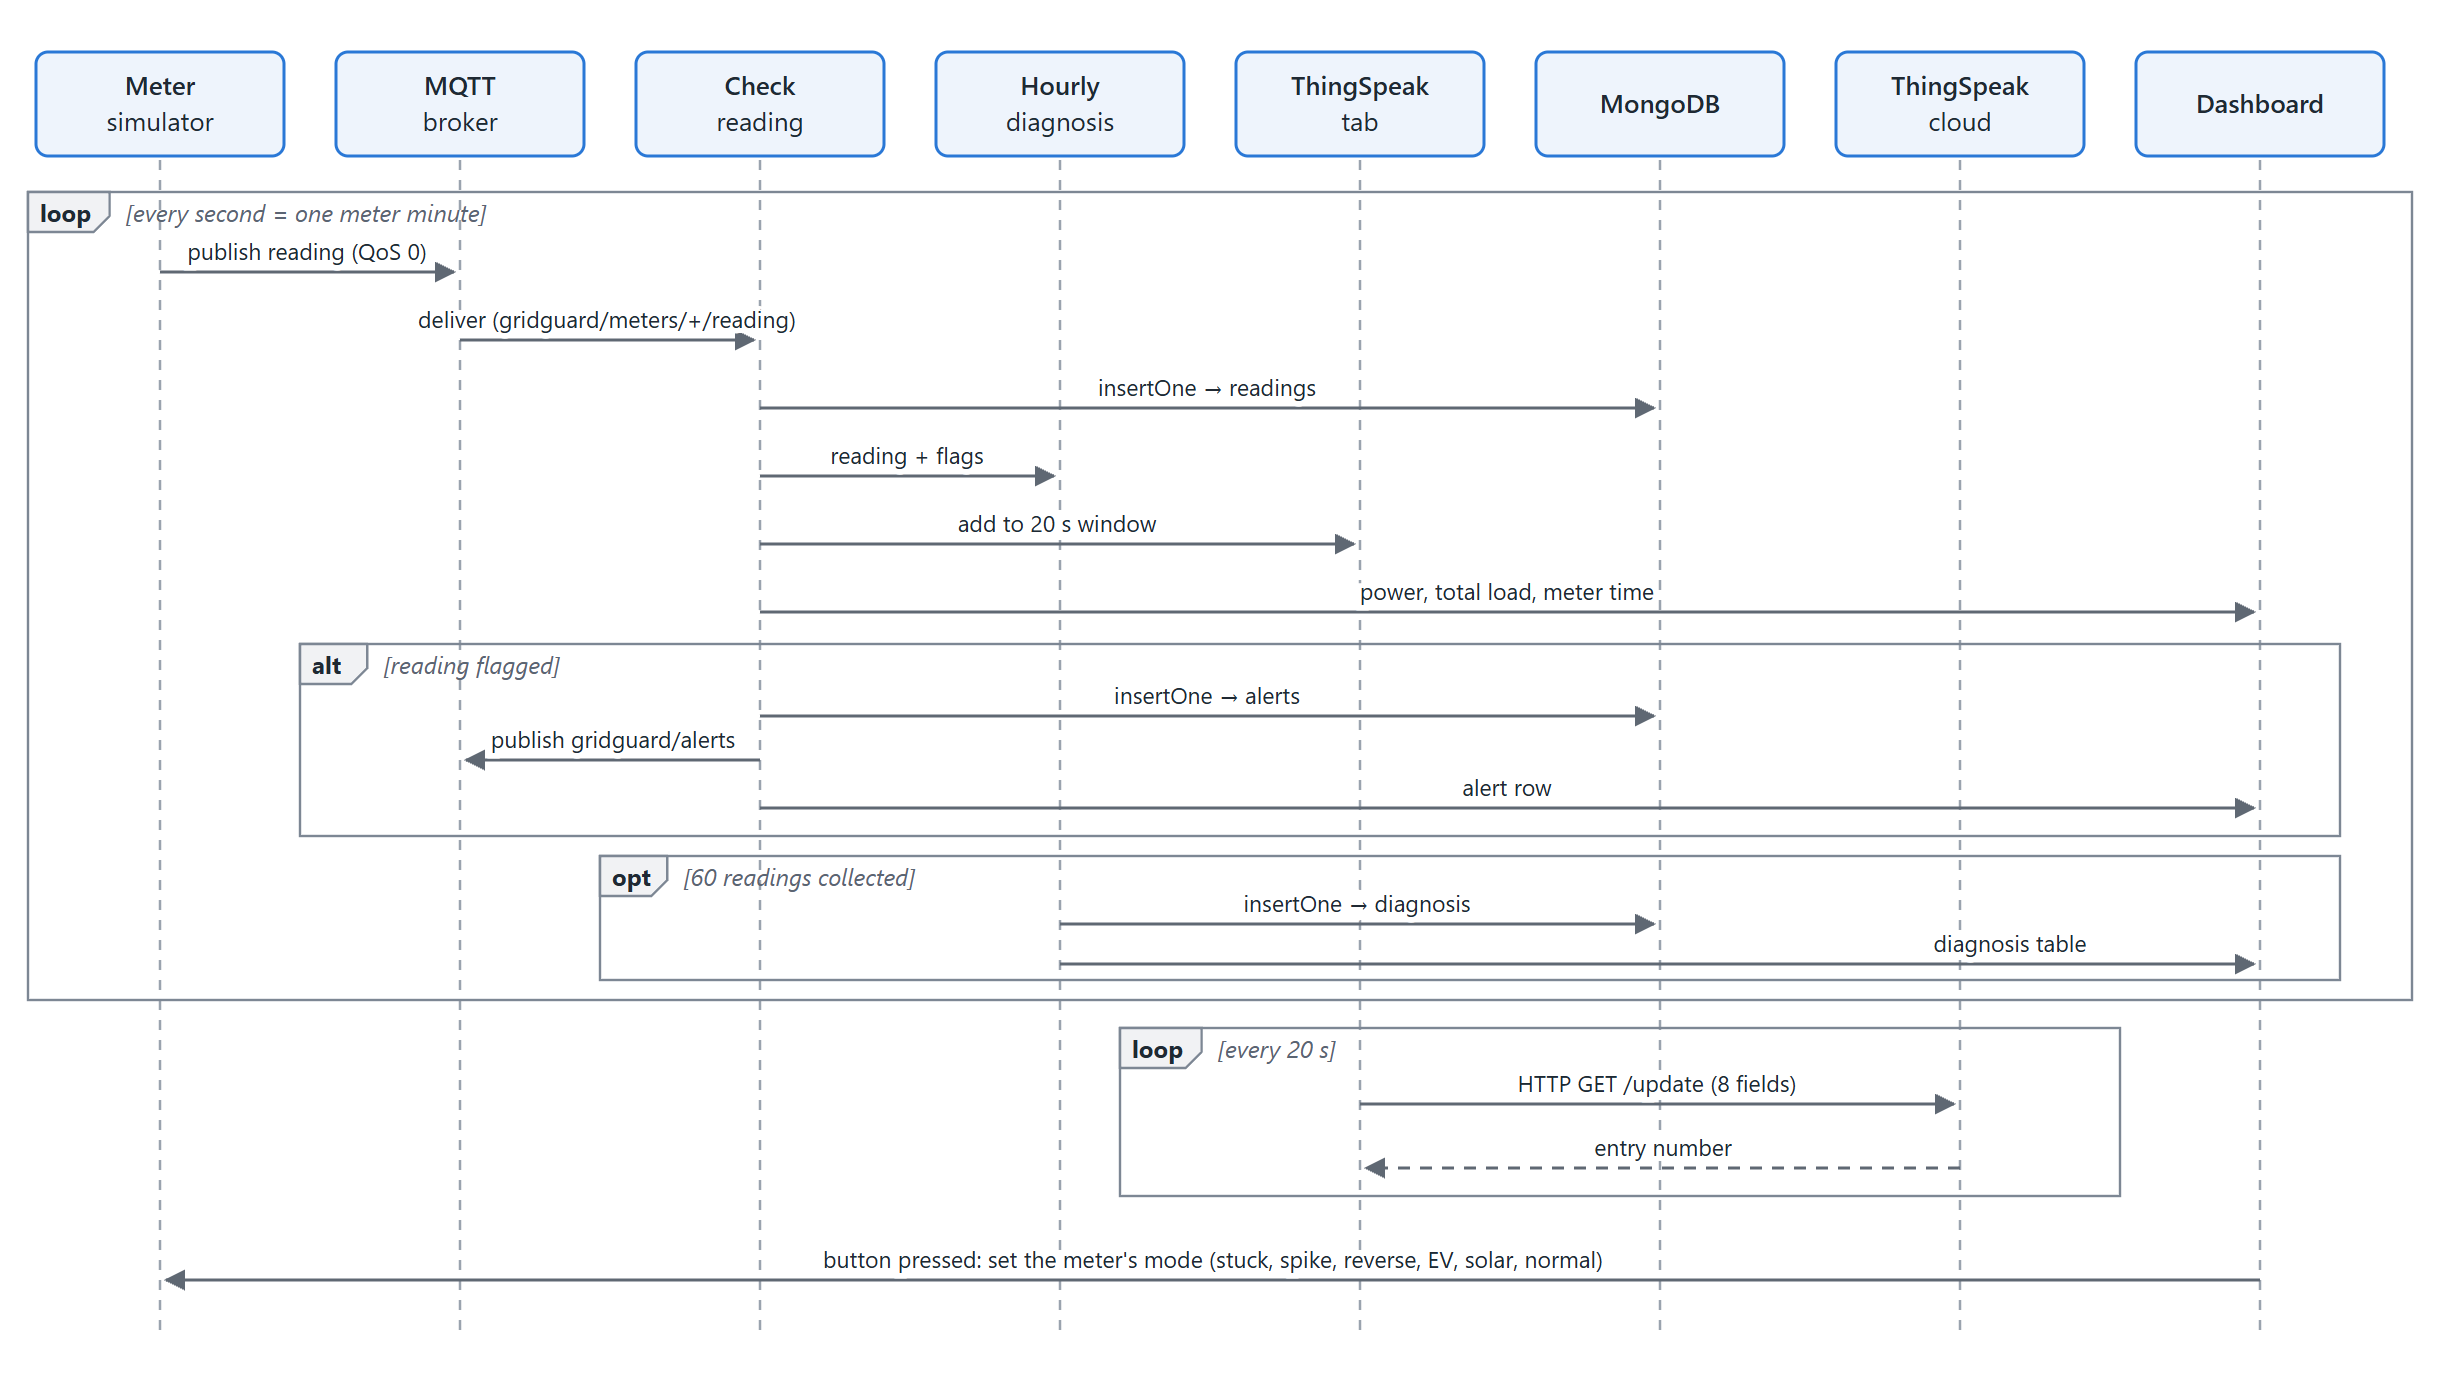 Meter
simulator
MQTT
broker
Check
reading
Hourly
diagnosis
ThingSpeak
tab
MongoDB
ThingSpeak
cloud
Dashboard
loop [every second = one meter minute]
publish reading (QoS 0)
deliver (gridguard/meters/+/reading)
insertOne → readings
reading + flags
add to 20 s window
power, total load, meter time
alt [reading flagged]
insertOne → alerts
publish gridguard/alerts
alert row
opt [60 readings collected]
insertOne → diagnosis
diagnosis table
loop [every 20 s]
HTTP GET /update (8 fields)
entry number
button pressed: set the meter's mode (stuck, spike, reverse, EV, solar, normal)